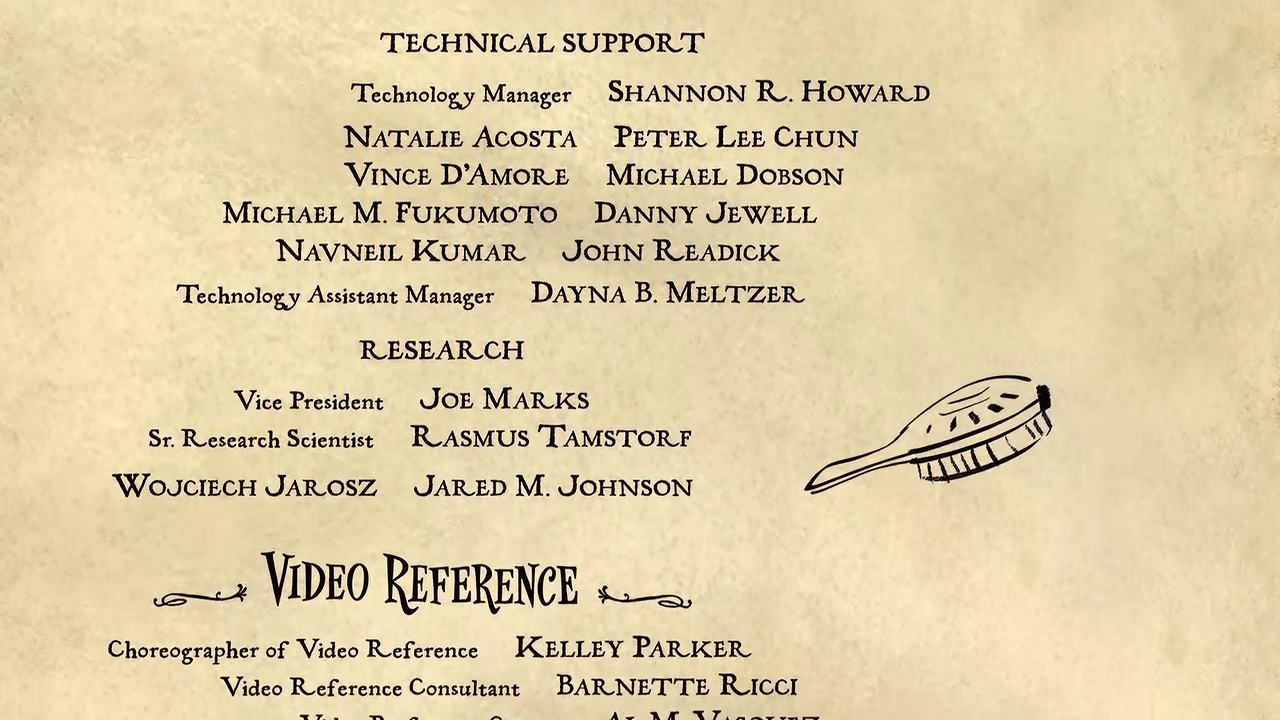 TECHNICAL SUPPORT
Technology Manager SHANNON R. HOWARD
NATALIE ACOSTA PETER LEE CHUN
VINCE D'AMORE MICHAEL DOBSON
MICHAEL M. FUKUMOTO DANNY JEWELL
NAVNEIL KUMAR JOHN READICK
Technology Assistant Manager DAYNA B. MELTZER
RESEARCH
Vice President JOE MARKS
Sr. Research Scientist RASMUS TAMSTORF
WOJCIECH JAROSZ JARED M. JOHNSON
VIDEO REFERENCE
Choreographer of Video Reference KELLEY PARKER
Video Reference Consultant BARNETTE RICCI